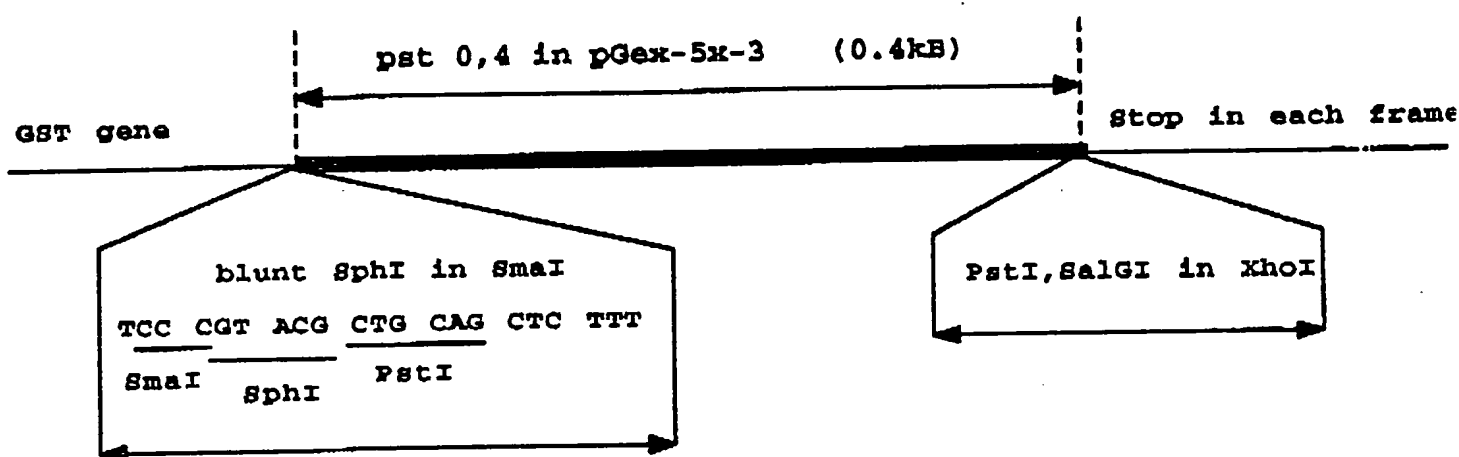 pst 0,4 in pGex-5x-3 (0.4kB)
GST gene
Stop in each frame
blunt SphI in SmaI
TCC CGT ACG CTG CAG CTC TTT
SmaI
SphI
PstI
PstI,SalGI in XhoI